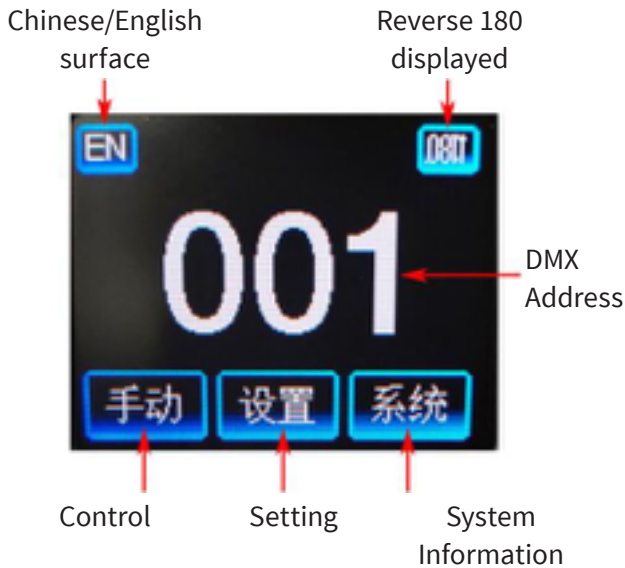 Chinese/English
surface
Reverse 180
displayed
EN
001
DMX
Address
手动
设置
系统
Control
Setting
System
Information